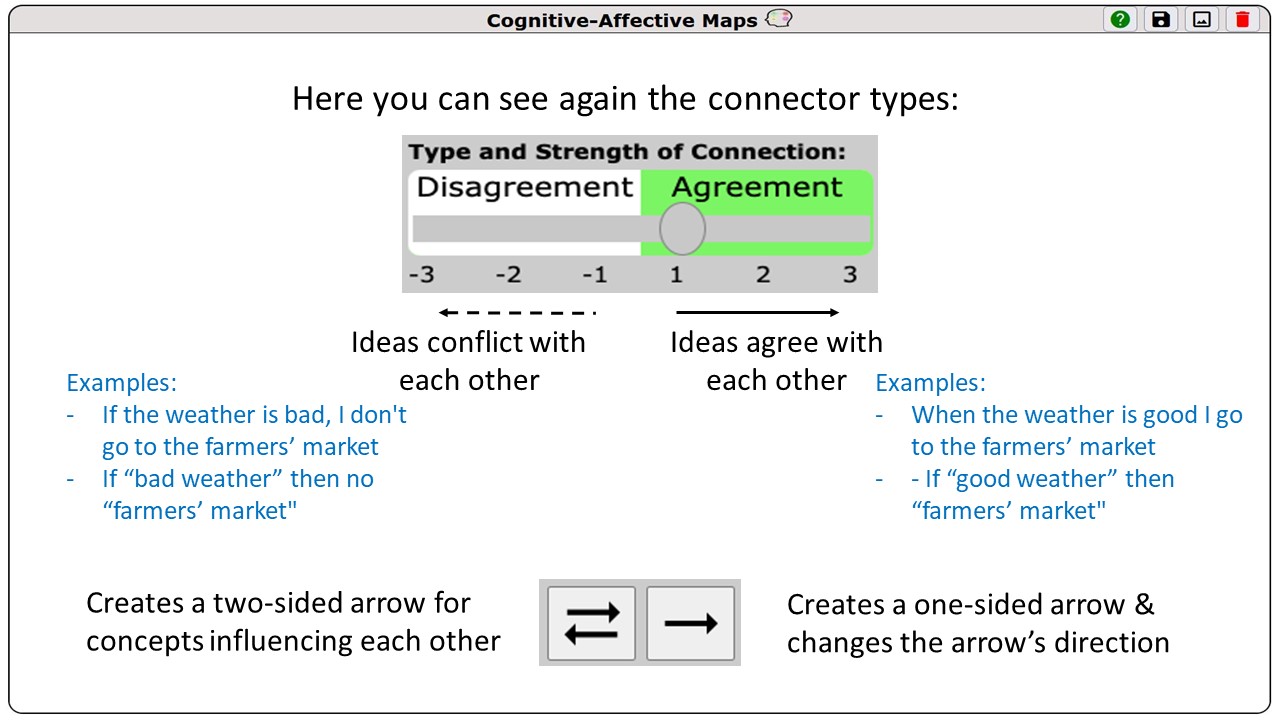 Cognitive-Affective Maps
Here you can see again the connector types:
Type and Strength of Connection:
Disagreement Agreement
-3 -2 -1 1 2 3
Ideas conflict with
each other
Ideas agree with
each other
Examples:
- If the weather is bad, I don't
go to the farmers’ market
- If “bad weather” then no
“farmers’ market"
Examples:
- When the weather is good I go
to the farmers’ market
- - If “good weather” then
“farmers’ market"
Creates a two-sided arrow for
concepts influencing each other
Creates a one-sided arrow &
changes the arrow’s direction